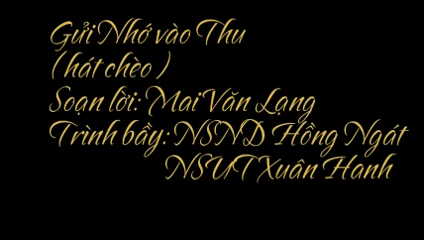 Gửi Nhớ vào Thu
( hát chèo )
Soạn lời: Mai Văn Lạng
Trình bầy: NSND Hồng Ngát
NSUT Xuân Hanh